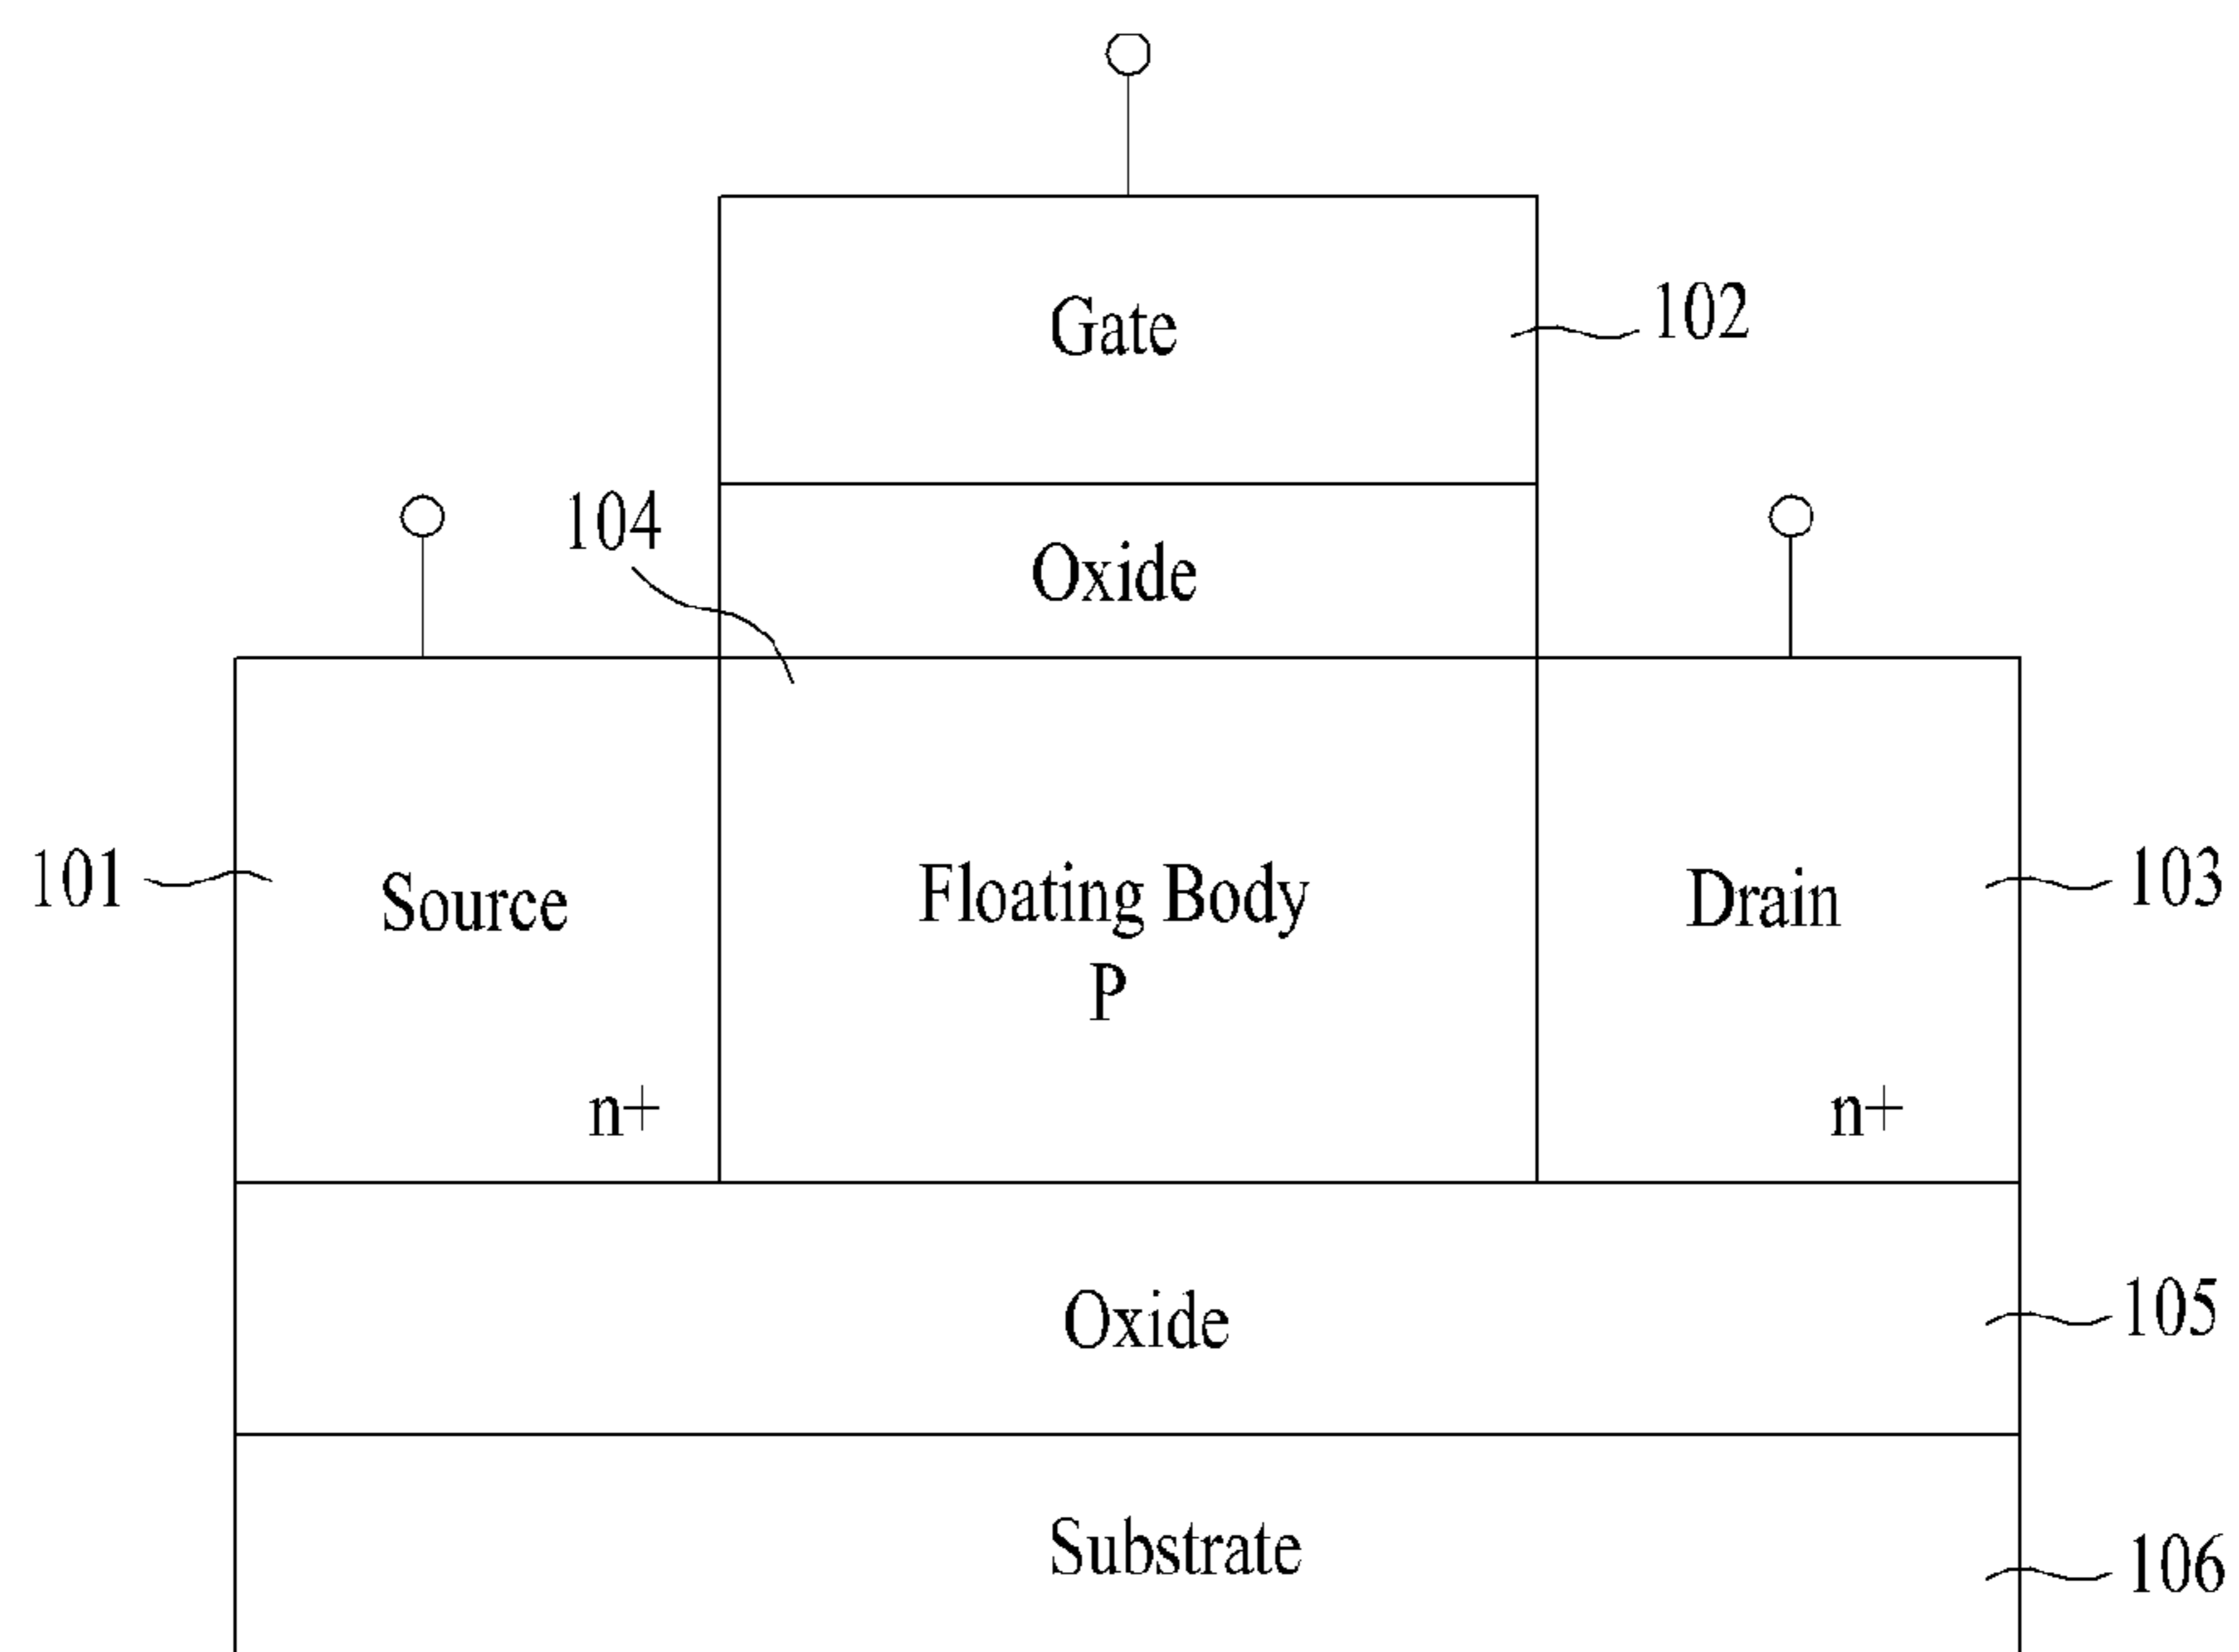 Gate
102
104
Oxide
101
Source
Floating Body
P
Drain
103
n+
n+
Oxide
105
Substrate
106